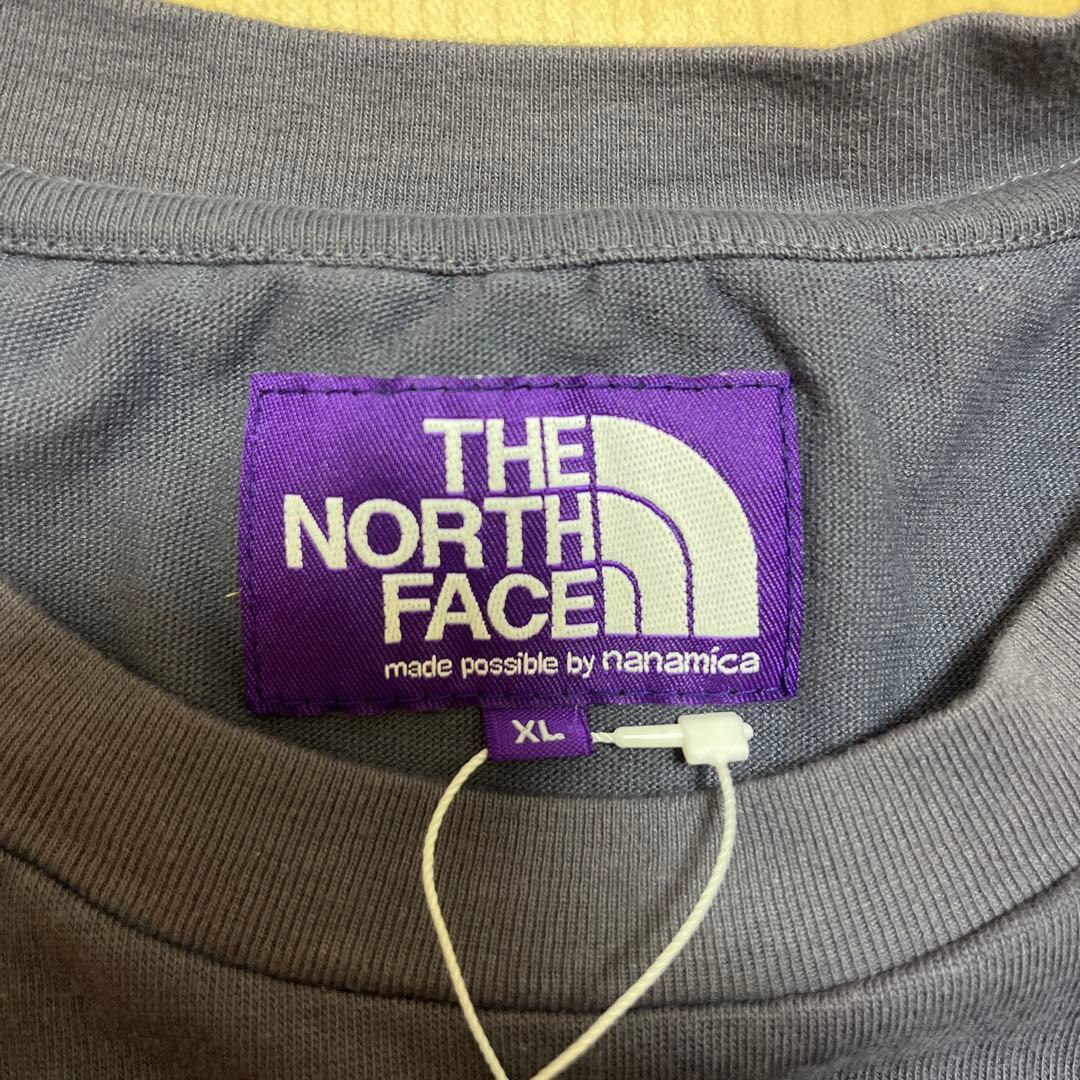 THE
NORTH
FACE
made possible by nanamica
XL